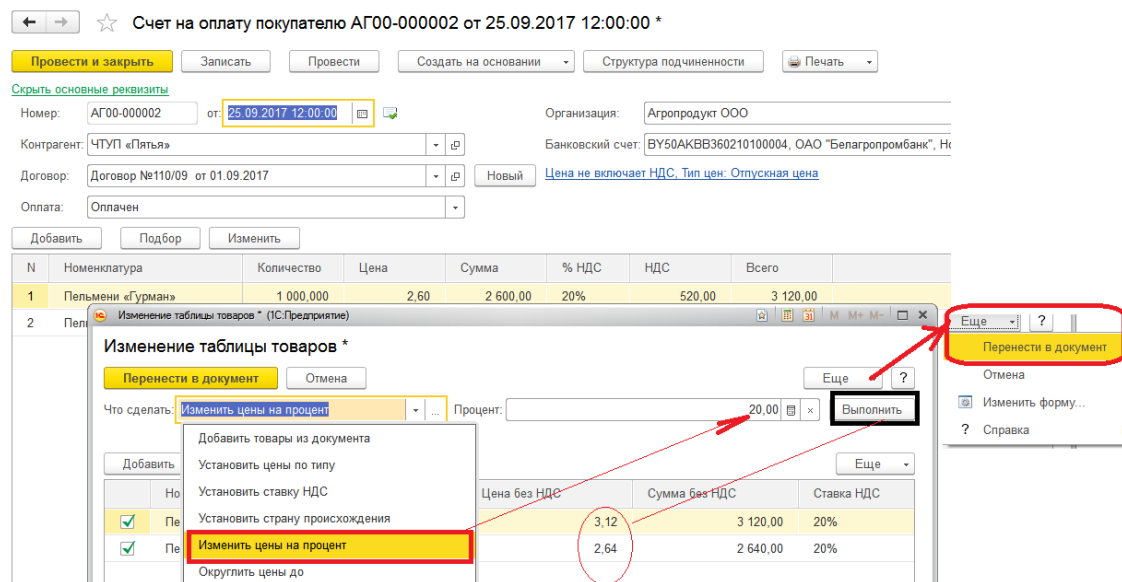 Счет на оплату покупателю АГ00-000002 от 25.09.2017 12:00:00 *
Провести и закрыть Записать Провести Создать на основании Структура подчиненности Печать
Скрыть основные реквизиты
Номер: АГ00-000002 от: 25.09.2017 12:00:00 Организация: Агропродукт ООО
Контрагент: ЧТУП «Пятья» Банковский счет: BY50AKBB360210100004, ОАО "Белагропромбанк",
Договор: Договор №110/09 от 01.09.2017 Новый Цена не включает НДС, Тип цен: Отпускная цена
Оплата: Оплачен
Добавить Подбор Изменить
N Номенклатура Количество Цена Сумма % НДС НДС Всего
1 Пельмени «Гурман» 1 000,000 2,60 2 600,00 20% 520,00 3 120,00
2
Изменение таблицы товаров * (1С:Предприятие) 31 M M+ M-
Еще ?
Перенести в документ
Отмена
Изменить форму...
? Справка
Изменение таблицы товаров *
Перенести в документ Отмена Еще ?
Что сделать: Изменить цены на процент ... Процент: 20,00 Выполнить
Добавить товары из документа
Установить цены по типу
Установить ставку НДС
Установить страну происхождения
Изменить цены на процент
Округлить цены до
Добавить Еще
Цена без НДС Сумма без НДС Ставка НДС
3,12 3 120,00 20%
2,64 2 640,00 20%